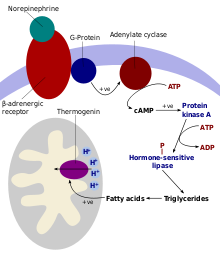 Norepinephrine
G-Protein
Adenylate cyclase
+ve
ATP
β-adrenergic
receptor
Thermogenin
cAMP
+ve
Protein
kinase A
ATP
ADP
P
Hormone-sensitive
lipase
H+
H+
H+
H+
+ve
Fatty acids
Triglycerides